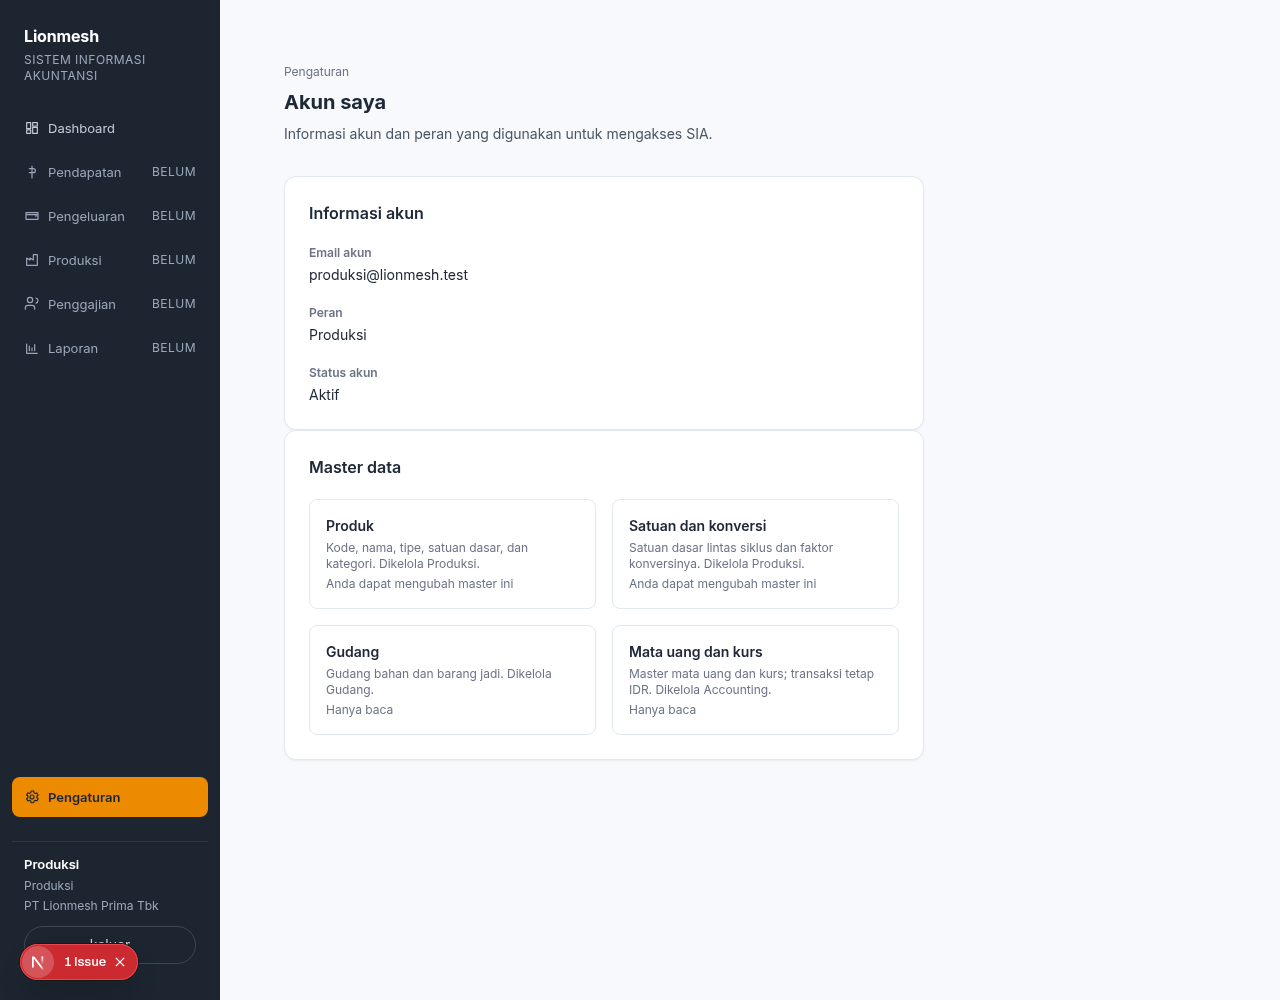 Lionmesh
SISTEM INFORMASI
AKUNTANSI
Dashboard
Pendapatan BELUM
Pengeluaran BELUM
Produksi BELUM
Penggajian BELUM
Laporan BELUM
Pengaturan
Produksi
Produksi
PT Lionmesh Prima Tbk
1 Issue
Pengaturan
Akun saya
Informasi akun dan peran yang digunakan untuk mengakses SIA.
Informasi akun
Email akun
produksi@lionmesh.test
Peran
Produksi
Status akun
Aktif
Master data
Produk
Kode, nama, tipe, satuan dasar, dan
kategori. Dikelola Produksi.
Anda dapat mengubah master ini
Satuan dan konversi
Satuan dasar lintas siklus dan faktor
konversinya. Dikelola Produksi.
Anda dapat mengubah master ini
Gudang
Gudang bahan dan barang jadi. Dikelola
Gudang.
Hanya baca
Mata uang dan kurs
Master mata uang dan kurs; transaksi tetap
IDR. Dikelola Accounting.
Hanya baca